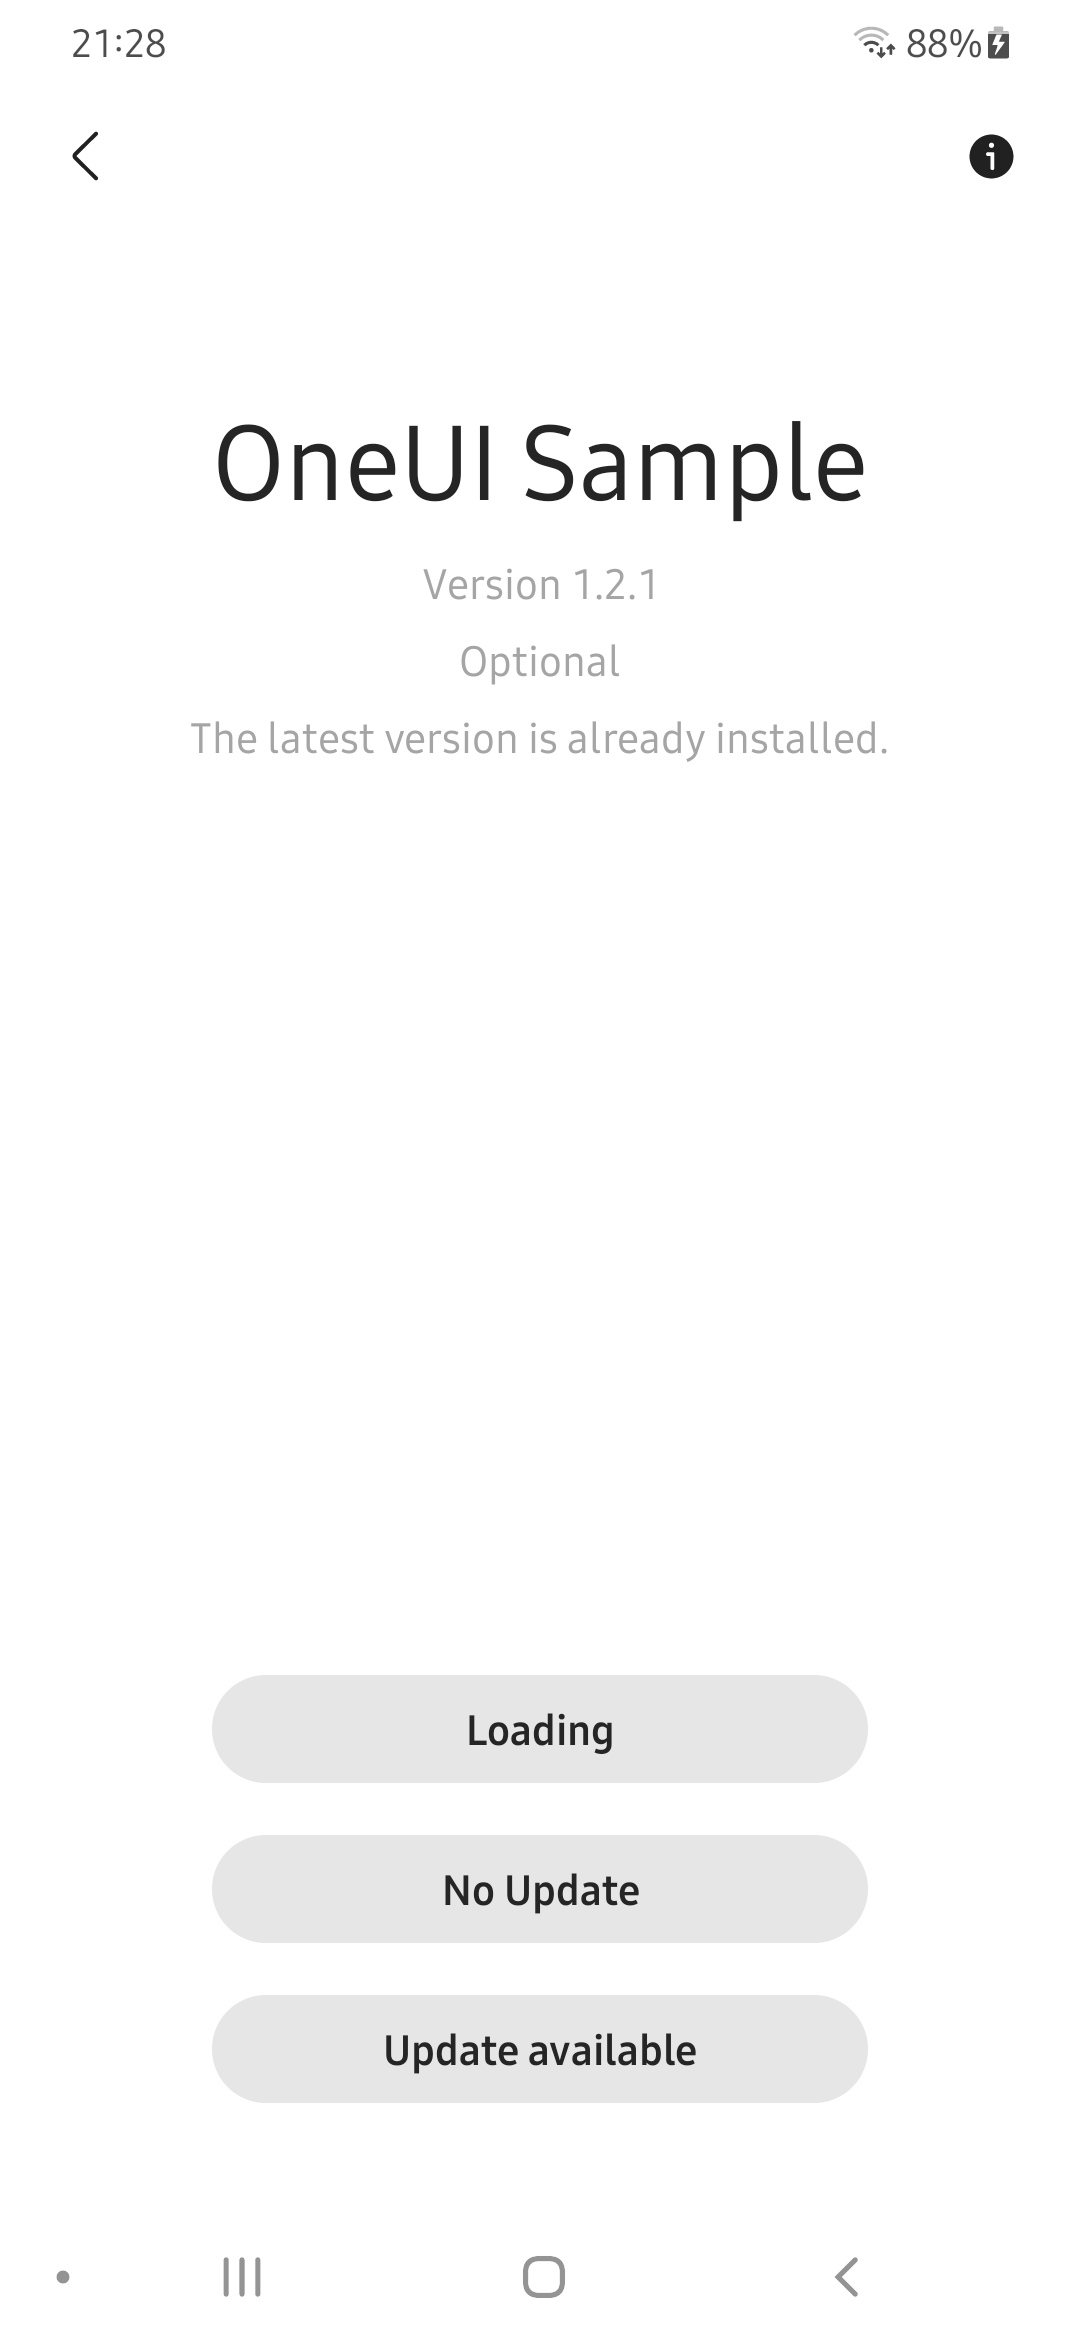 21:28
88%
OneUI Sample
Version 1.2.1
Optional
The latest version is already installed.
Loading
No Update
Update available